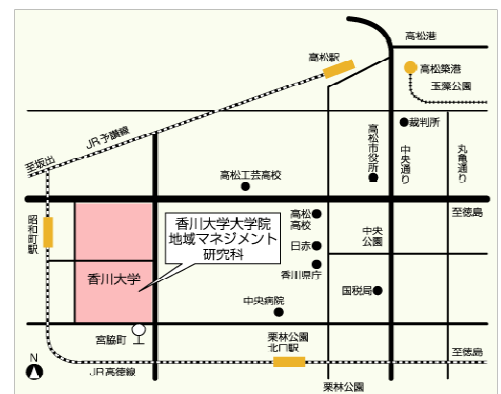 高松港
高松駅
高松築港
玉藻公園
JR予讃線
至坂出
裁判所
高松市役所
中央通り
丸亀通り
高松工芸高校
至徳島
昭和町駅
香川大学大学院
地域マネジメント
研究科
高松
高校
日赤
香川県庁
中央
公園
香川大学
国税局
中央病院
宮脇町
栗林公園
北口駅
至徳島
N
JR高徳線
栗林公園